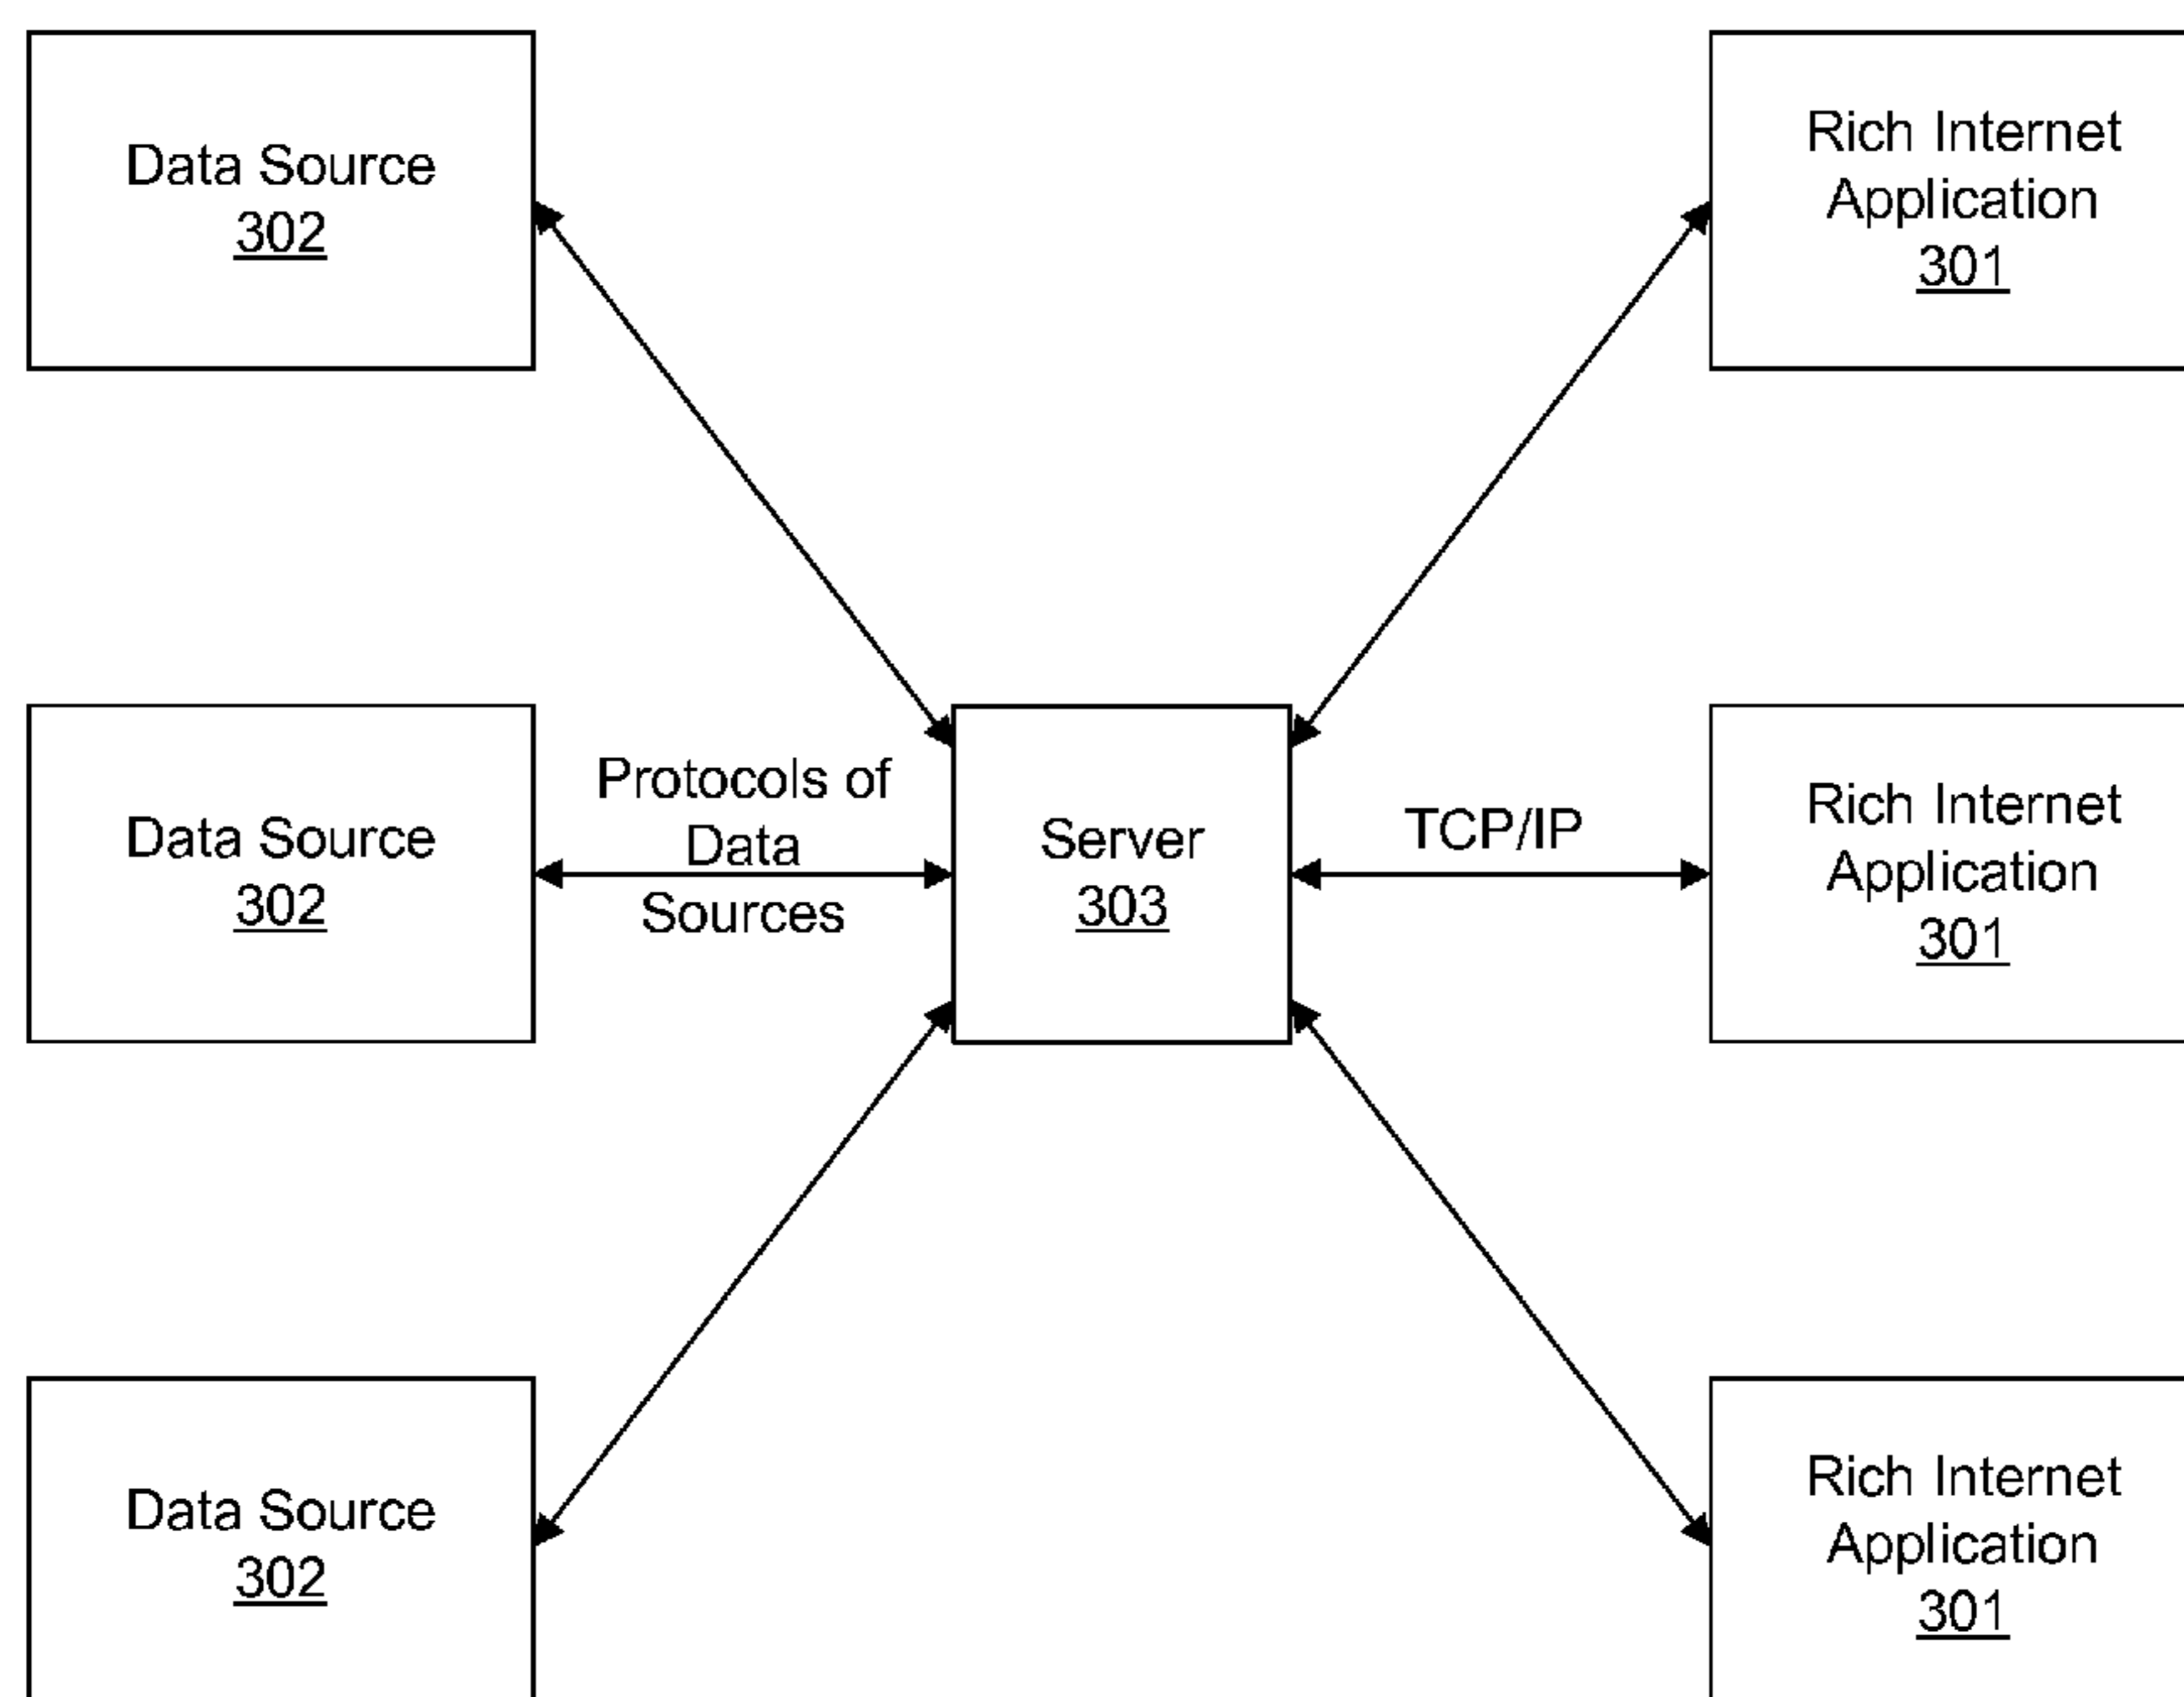 Data Source
302
Rich Internet
Application
301
Data Source
302
Protocols of
Data
Sources
Server
303
TCP/IP
Rich Internet
Application
301
Data Source
302
Rich Internet
Application
301